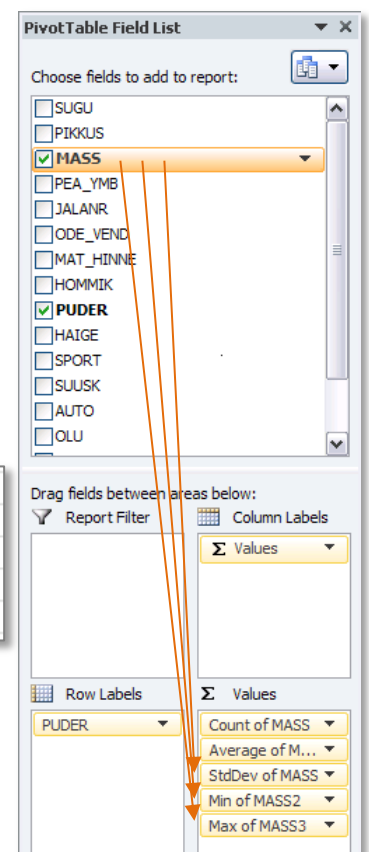 PivotTable Field List
Choose fields to add to report:
SUGU
PIKKUS
MASS
PEA_YMB
JALANR
ODE_VEND
MAT_HINNE
HOMMIK
PUDER
HAIGE
SPORT
SUUSK
AUTO
OLU
Drag fields between areas below:
Report Filter
Column Labels
Σ Values
Row Labels
Σ Values
PUDER
Count of MASS
Average of M...
StdDev of MASS
Min of MASS2
Max of MASS3